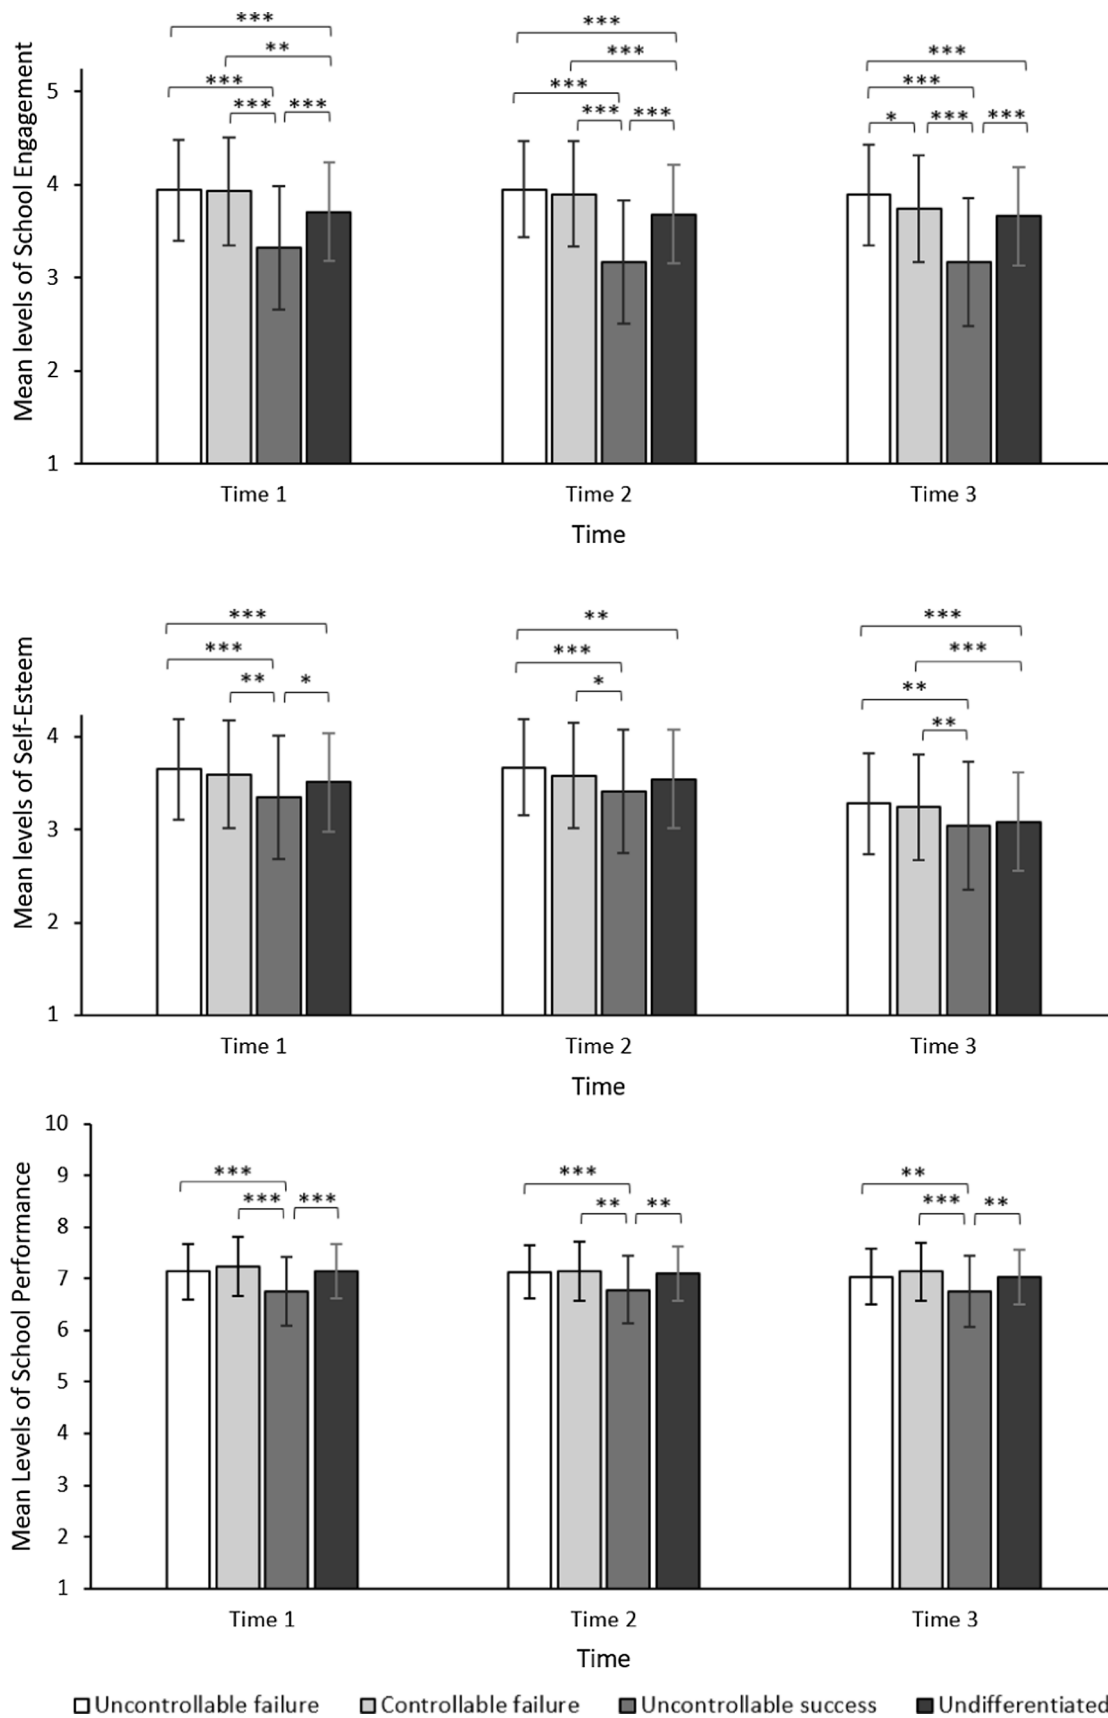 ***
*** **
*** ***
*** *** *** ***
*** *** *** ***
* *** ***
Mean levels of School Engagement
5
4
3
2
1
Time 1 Time 2 Time 3
Time
*** ** ***
*** *** ***
** * * **
**
Mean levels of Self-Esteem
4
3
2
1
Time 1 Time 2 Time 3
Time
Mean Levels of School Performance
10
9
8
7
6
5
4
3
2
1
*** *** **
*** *** ** ** *** **
Time 1 Time 2 Time 3
Time
Uncontrollable failure Controllable failure Uncontrollable success Undifferentiated